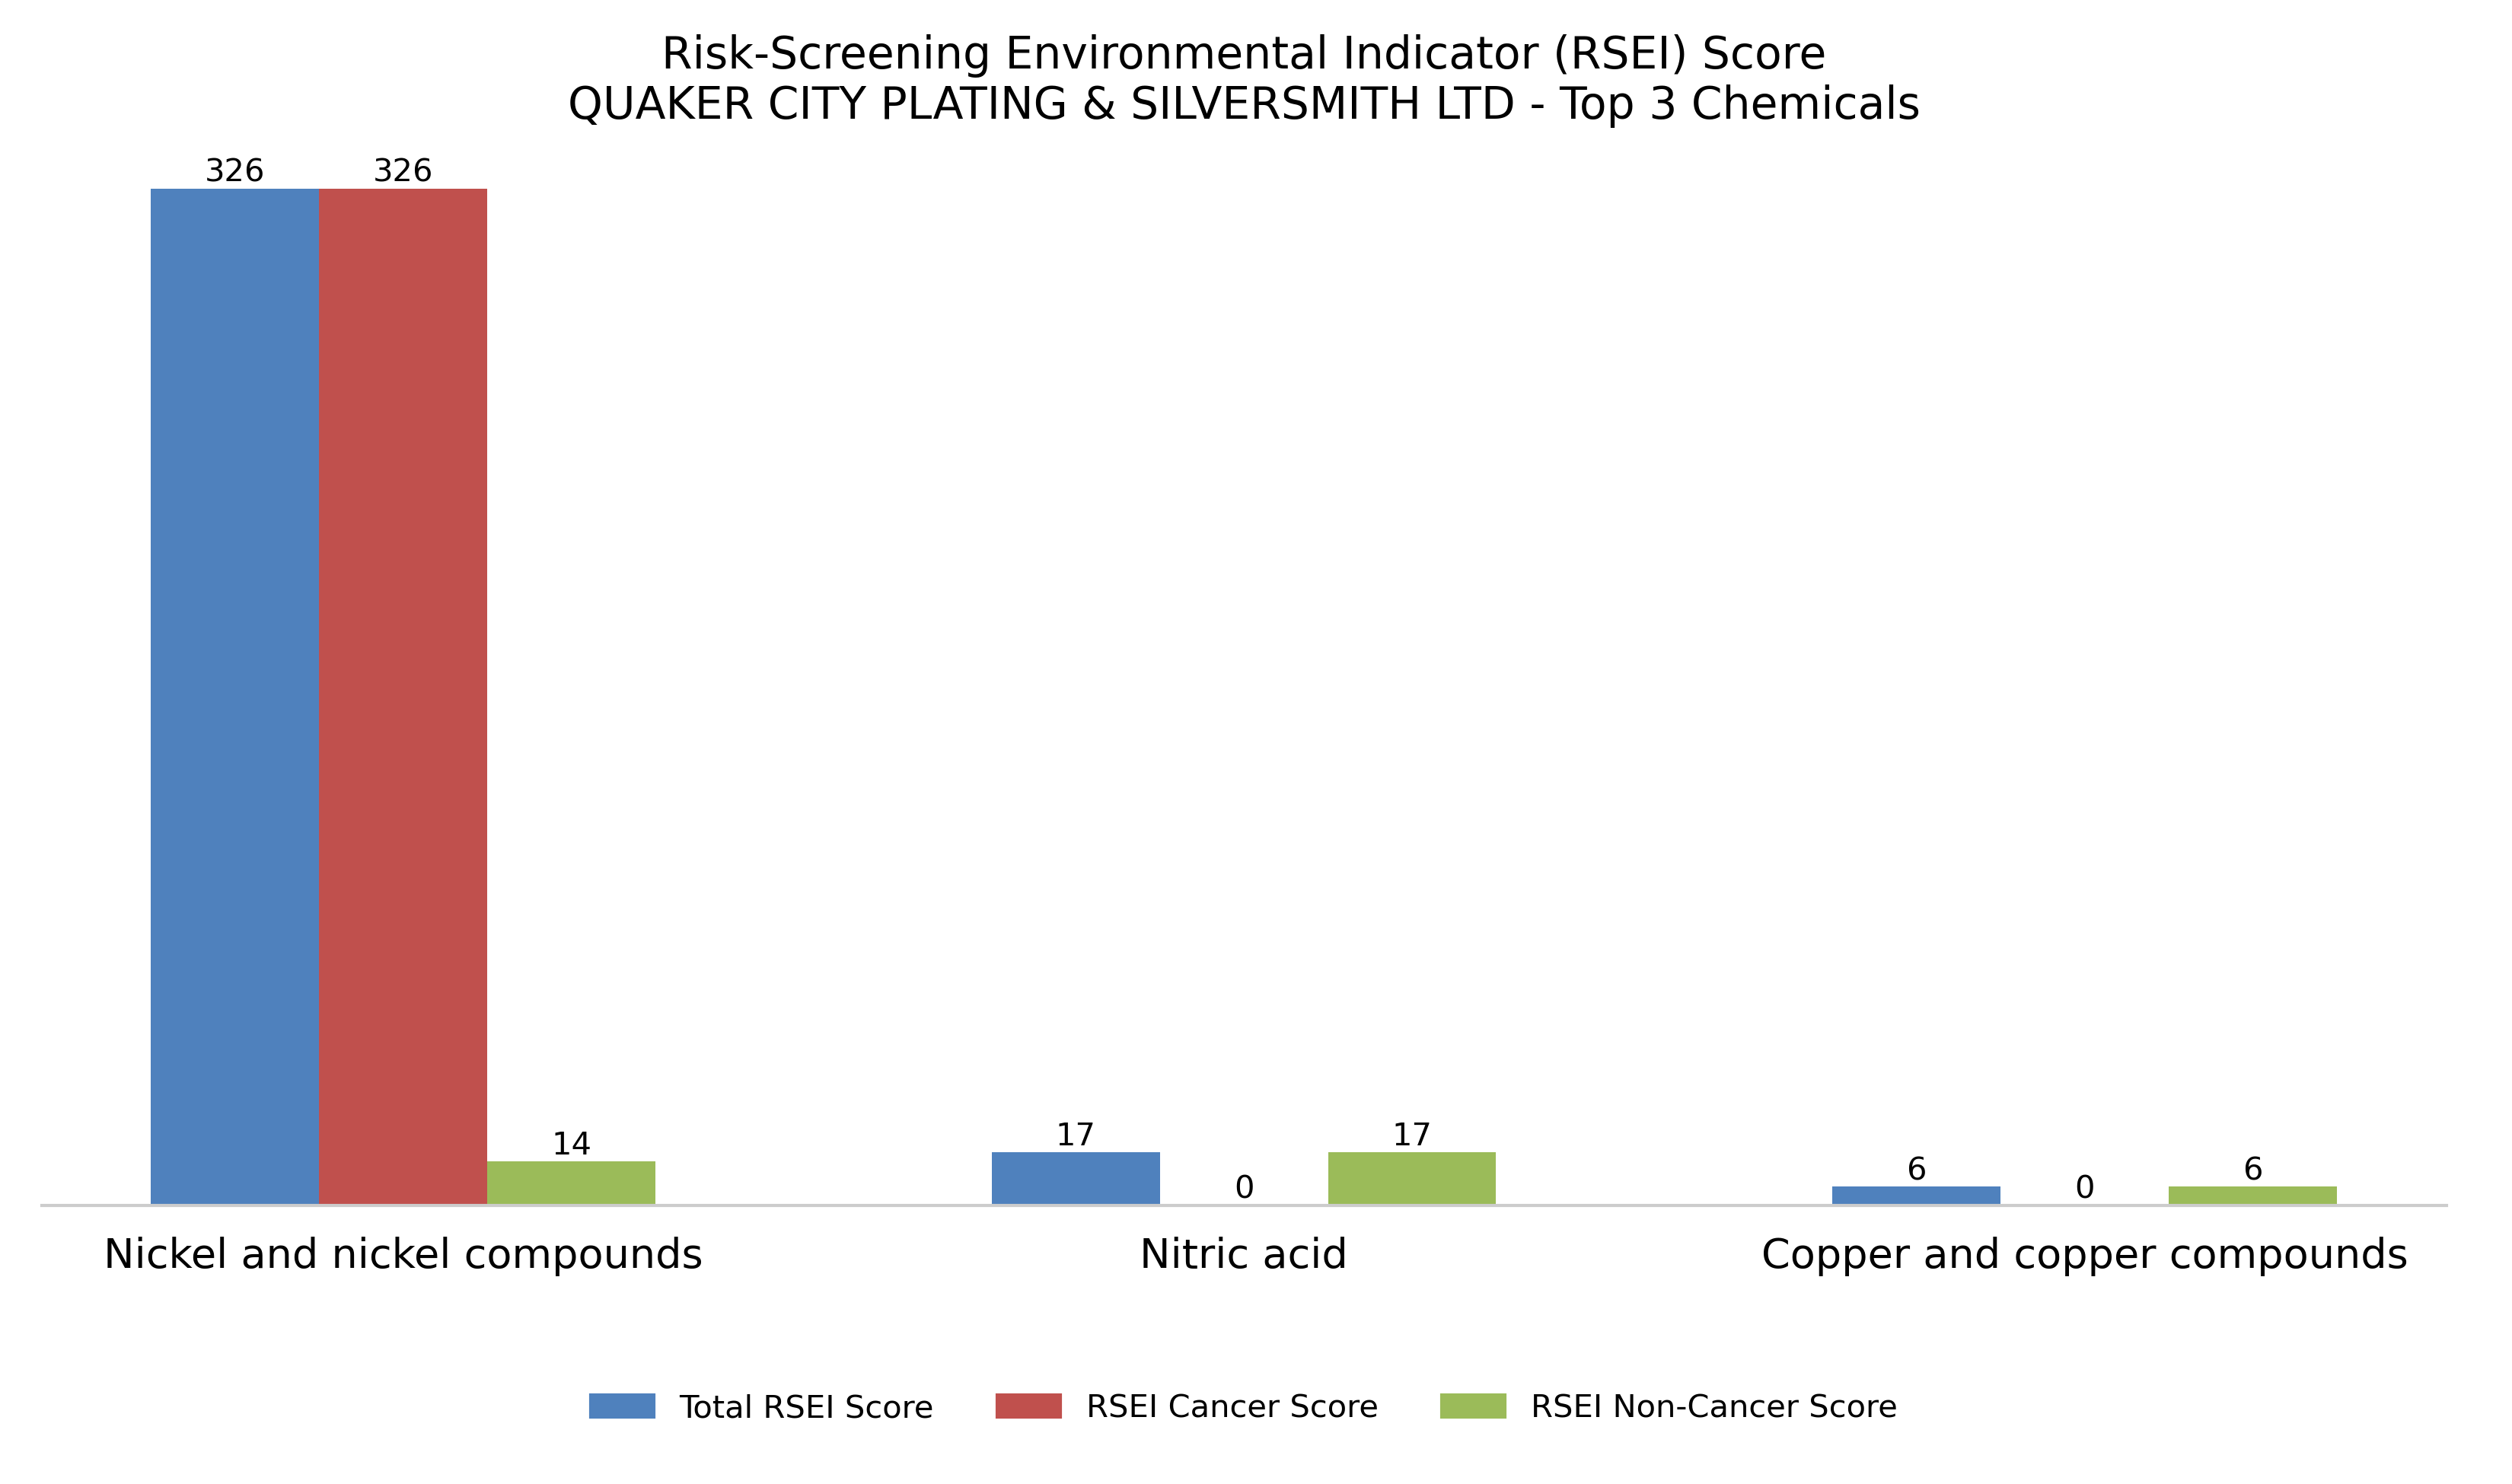 Risk-Screening Environmental Indicator (RSEI) Score
QUAKER CITY PLATING & SILVERSMITH LTD - Top 3 Chemicals
326
326
14
17
0
17
6
0
6
Nickel and nickel compounds
Nitric acid
Copper and copper compounds
Total RSEI Score
RSEI Cancer Score
RSEI Non-Cancer Score